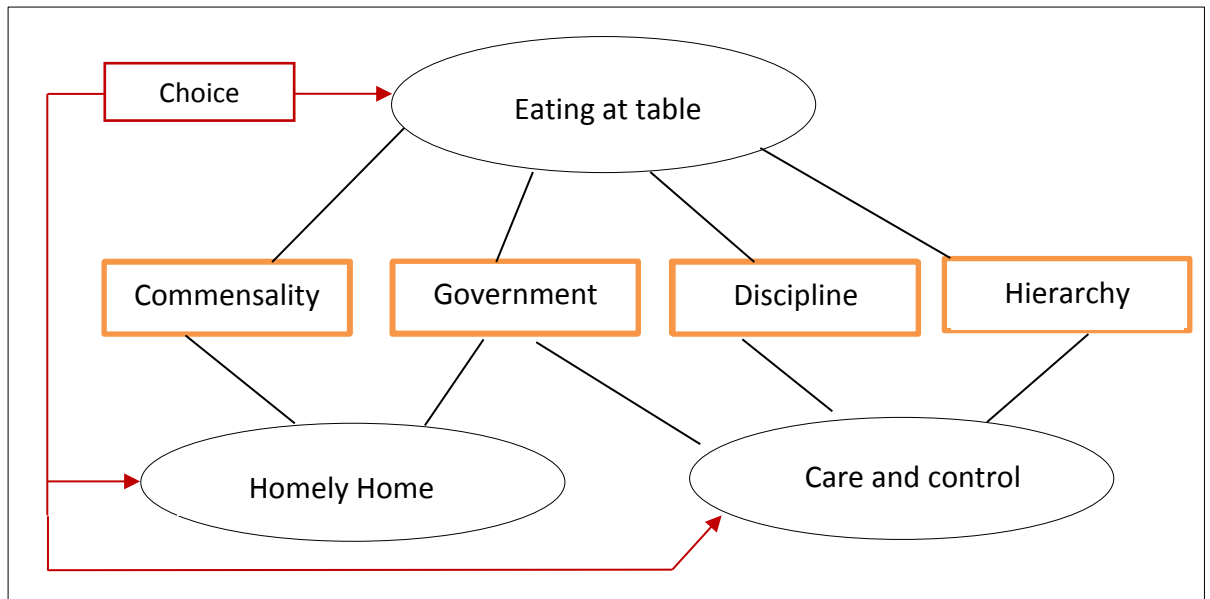 Choice
Eating at table
Commensality
Government
Discipline
Hierarchy
Homely Home
Care and control